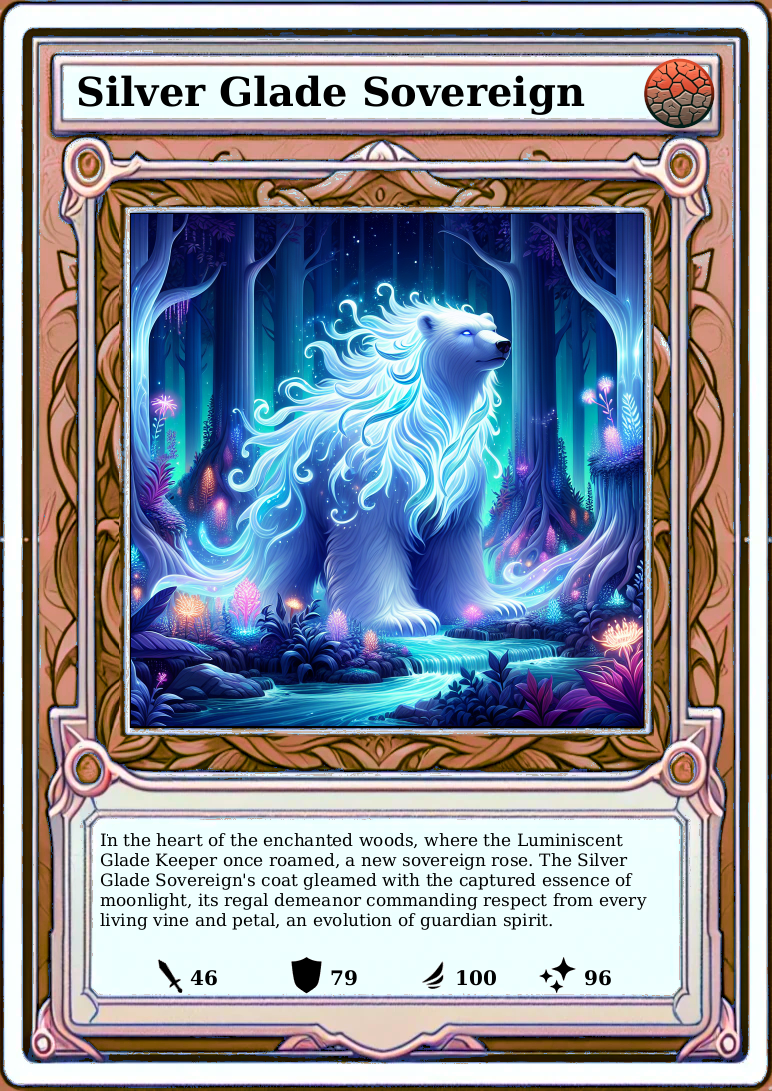 Silver Glade Sovereign
In the heart of the enchanted woods, where the Luminiscent
Glade Keeper once roamed, a new sovereign rose. The Silver
Glade Sovereign's coat gleamed with the captured essence of
moonlight, its regal demeanor commanding respect from every
living vine and petal, an evolution of guardian spirit.
46 79 100 96